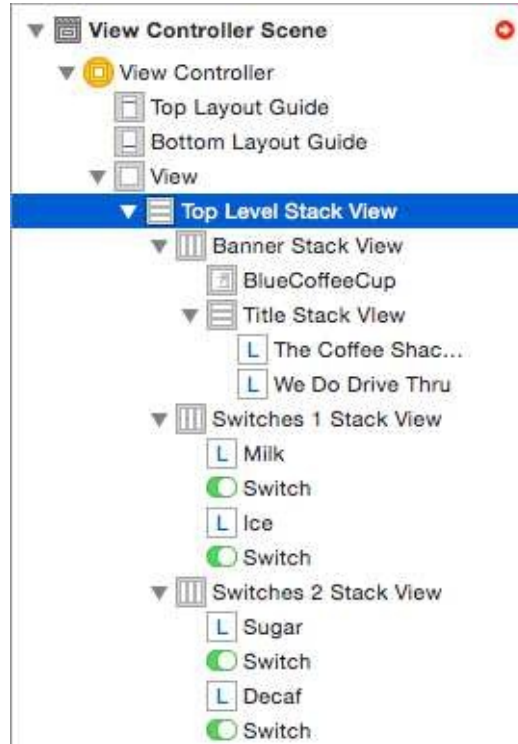 View Controller Scene
View Controller
Top Layout Guide
Bottom Layout Guide
View
Top Level Stack View
Banner Stack View
BlueCoffeeCup
Title Stack VIew
L The Coffee Shac...
L We Do Drive Thru
Switches 1 Stack View
L Milk
Switch
L Ice
Switch
Switches 2 Stack View
L Sugar
Switch
L Decaf
Switch